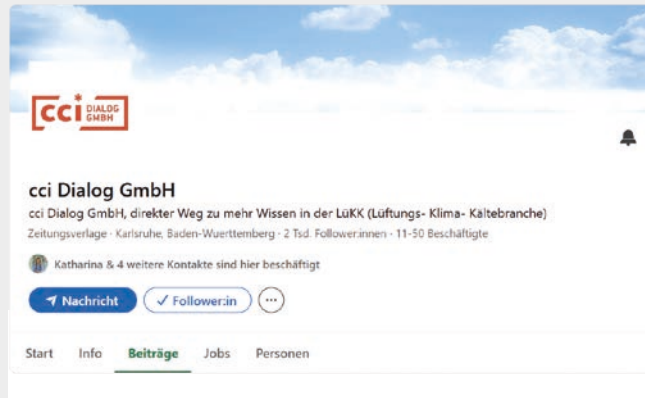 cci DIALOG
GMBH
cci Dialog GmbH
cci Dialog GmbH, direkter Weg zu mehr Wissen in der LüKK (Lüftungs- Klima- Kältebranche)
Zeitungsverlage · Karlsruhe, Baden-Wuerttemberg · 2 Tsd. Follower:innen · 11-50 Beschäftigte
Katharina & 4 weitere Kontakte sind hier beschäftigt
Nachricht ✓ Follower:in ...
Start Info Beiträge Jobs Personen